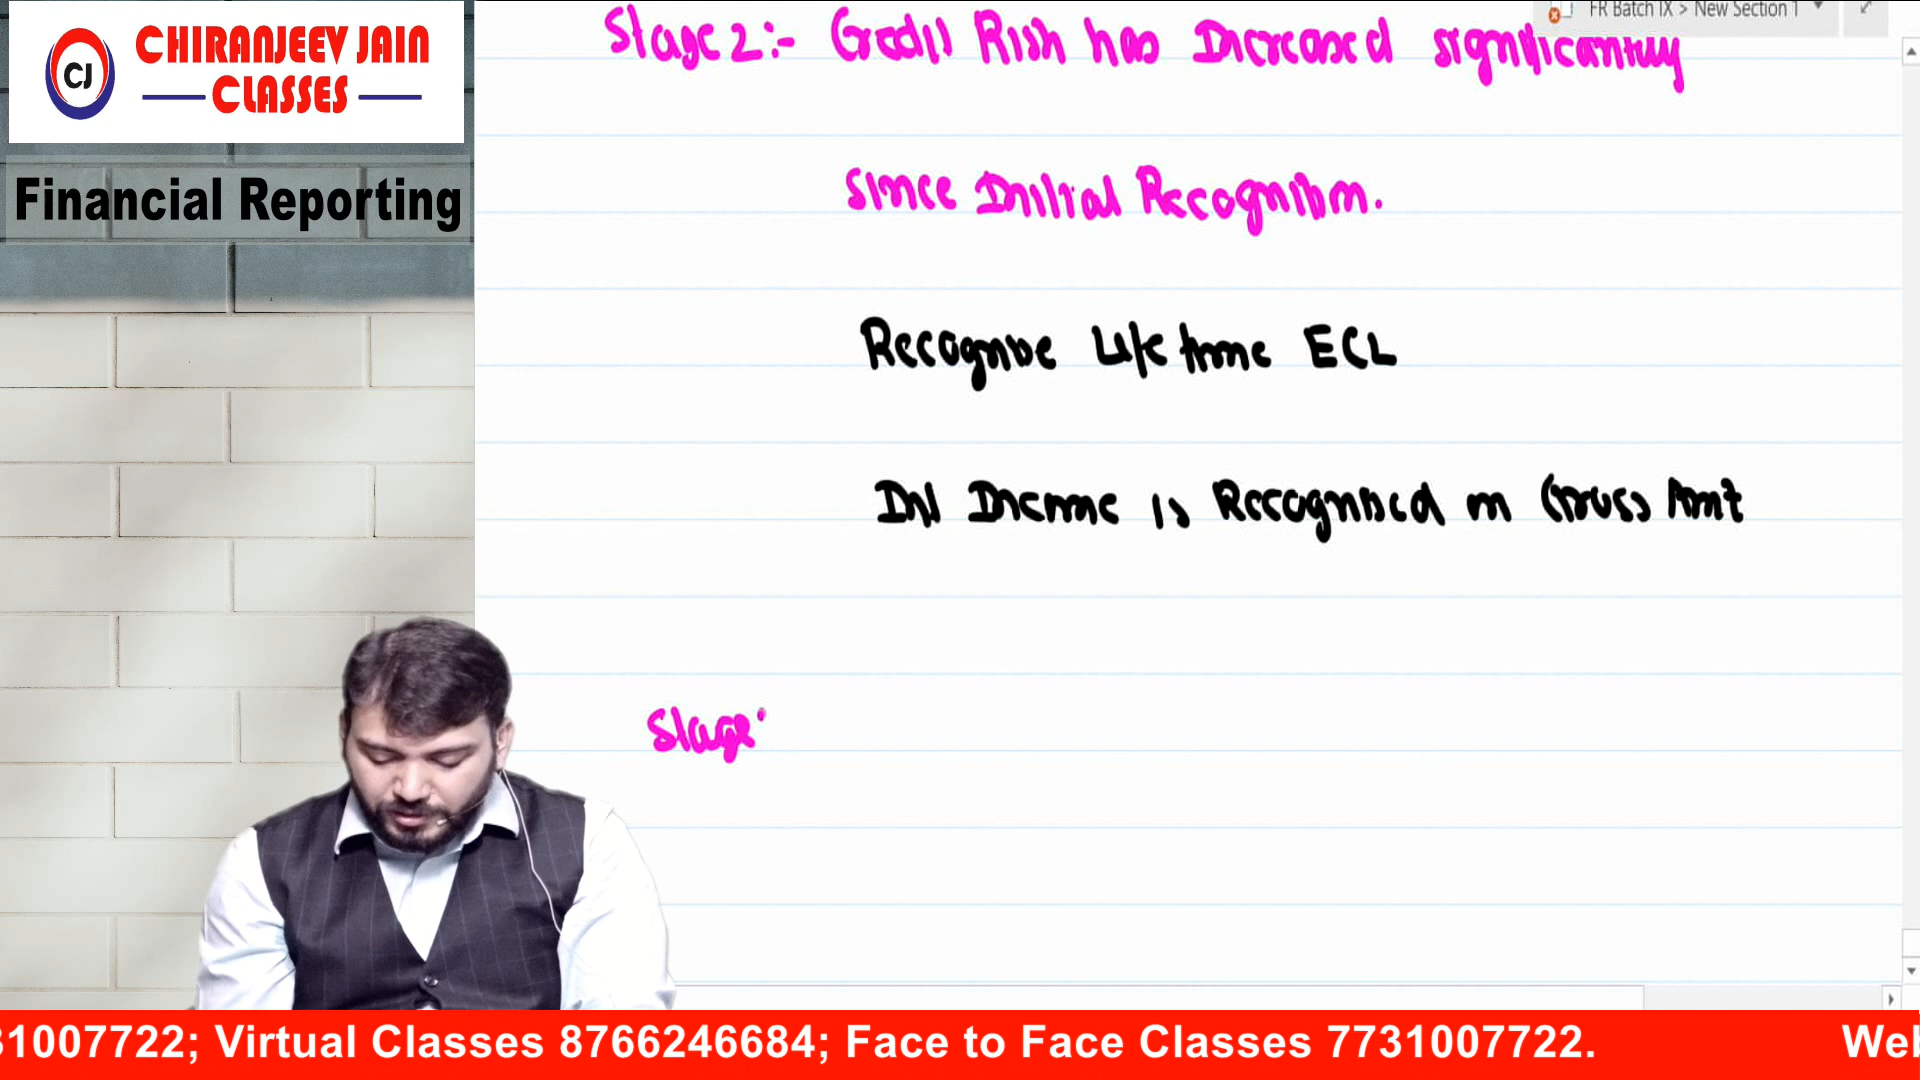 CHIRANJEEV JAIN
CJ
CLASSES
Financial Reporting
FR Batch IX > New Section 1
Stage 2:- Credit Risk has Increased significantly
since Initial Recognition.
Recognise Life time ECL
Int Income is Recognised on Gross Amt
Stage
31007722; Virtual Classes 8766246684; Face to Face Classes 7731007722.
Web